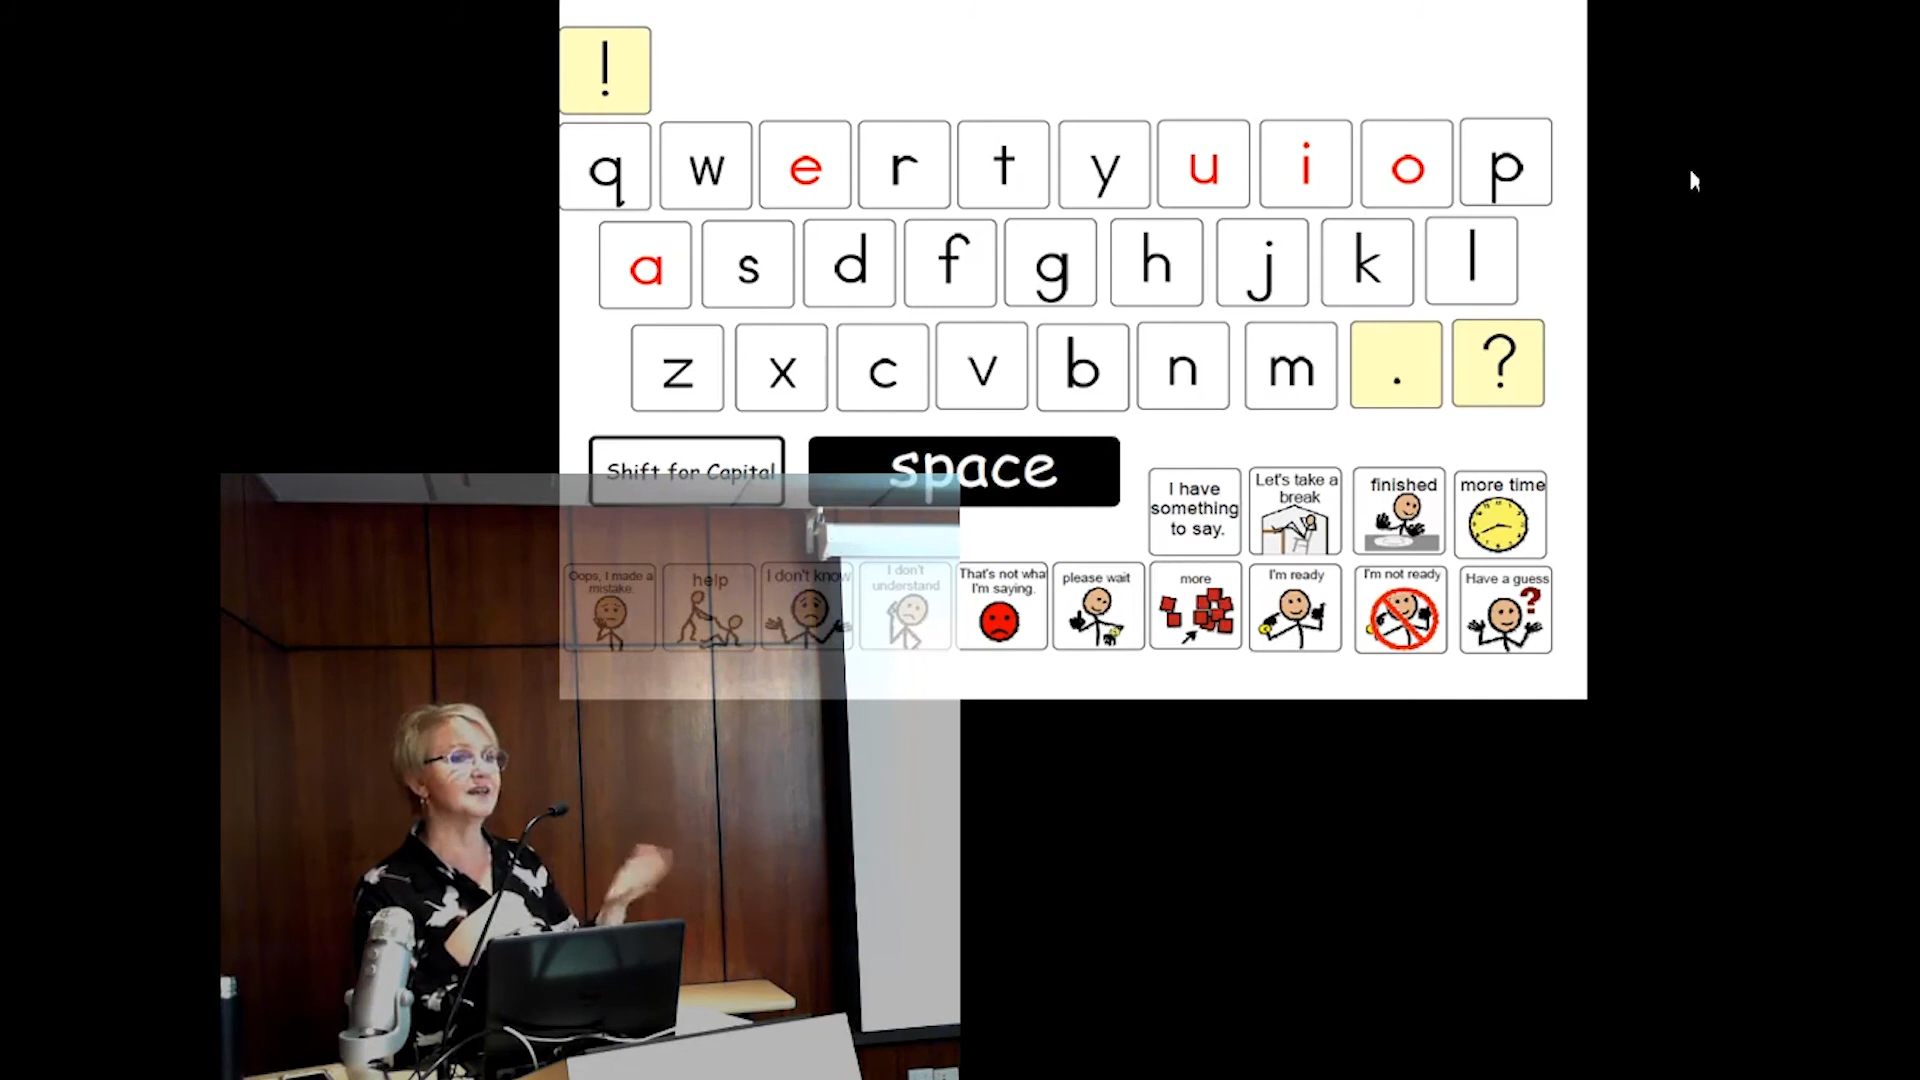 !
q w e r t y u i o p
a s d f g h j k l
z x c v b n m . ?
Shift for Capital
space
I have
something
to say.
Let's take a
break
finished
more time
Oops, I made a
mistake.
help
I don't know
I don't
understand
That's not wha
I'm saying.
please wait
more
I'm ready
I'm not ready
Have a guess
?